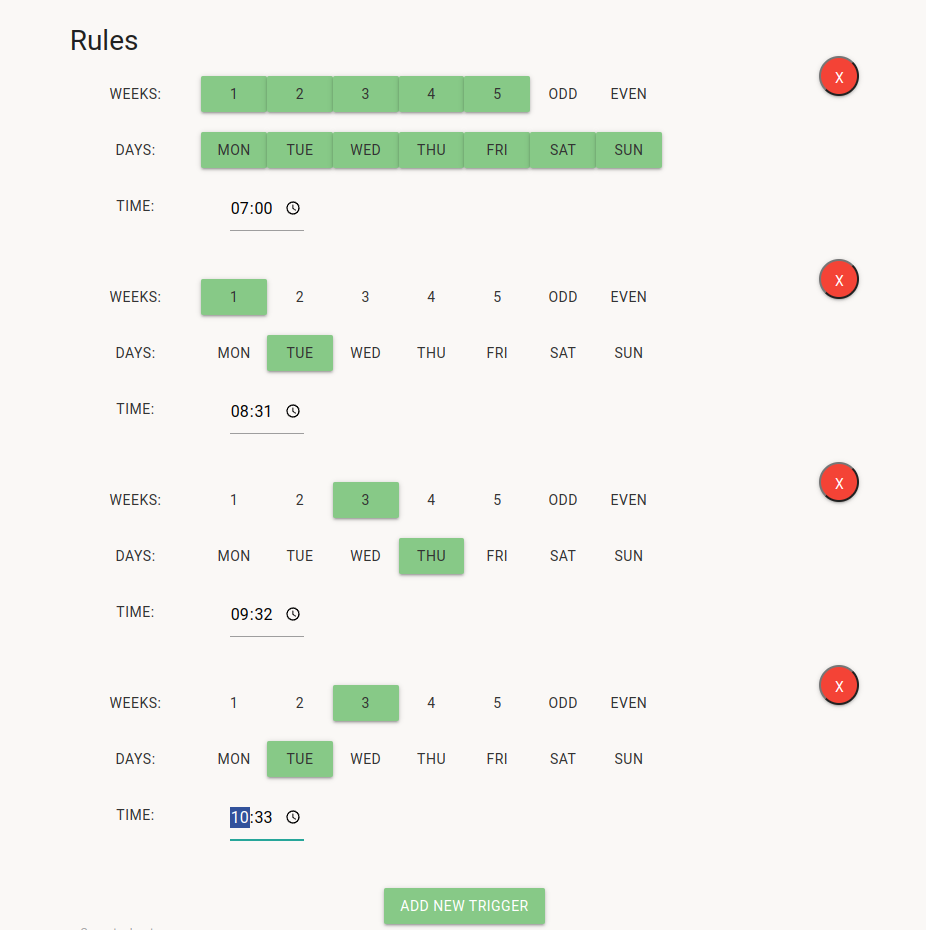 Rules
WEEKS: 1 2 3 4 5 ODD EVEN X
DAYS: MON TUE WED THU FRI SAT SUN
TIME: 07:00
WEEKS: 1 2 3 4 5 ODD EVEN X
DAYS: MON TUE WED THU FRI SAT SUN
TIME: 08:31
WEEKS: 1 2 3 4 5 ODD EVEN X
DAYS: MON TUE WED THU FRI SAT SUN
TIME: 09:32
WEEKS: 1 2 3 4 5 ODD EVEN X
DAYS: MON TUE WED THU FRI SAT SUN
TIME: 10:33
ADD NEW TRIGGER